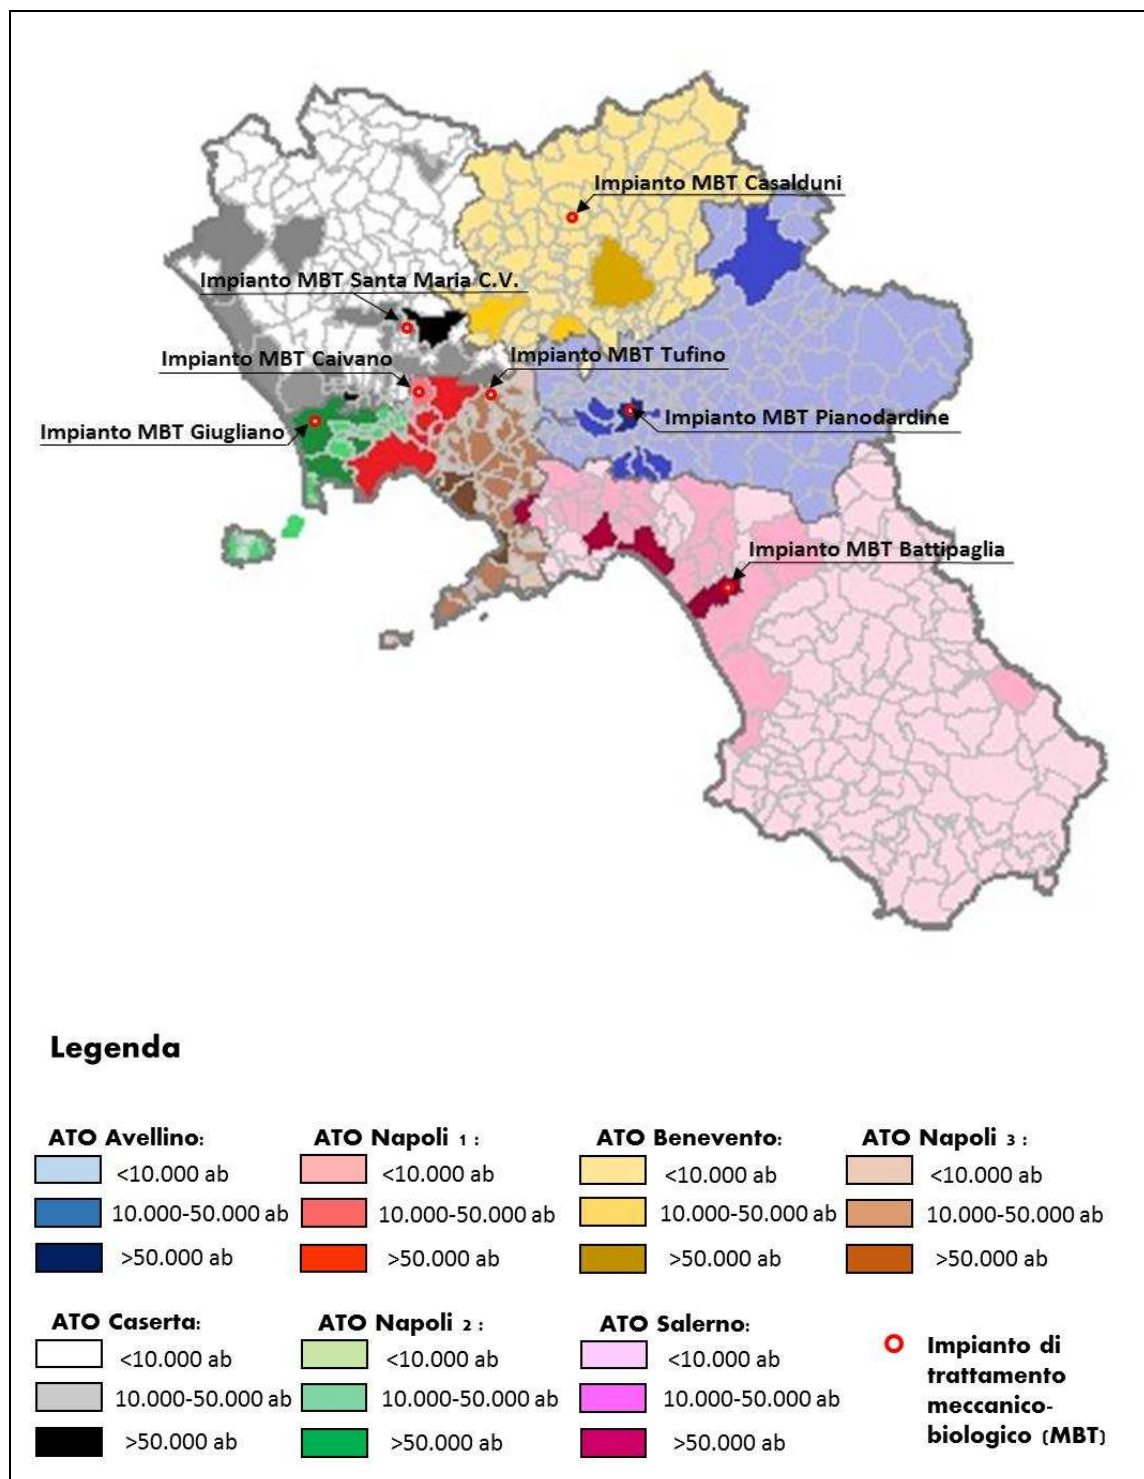 Impianto MBT Casalduni
Impianto MBT Santa Maria C.V.
Impianto MBT Caivano
Impianto MBT Tufino
Impianto MBT Giugliano
Impianto MBT Pianodardine
Impianto MBT Battipaglia
Legenda
ATO Avellino:
<10.000 ab
10.000-50.000 ab
>50.000 ab
ATO Napoli 1 :
<10.000 ab
10.000-50.000 ab
>50.000 ab
ATO Benevento:
<10.000 ab
10.000-50.000 ab
>50.000 ab
ATO Napoli 3 :
<10.000 ab
10.000-50.000 ab
>50.000 ab
ATO Caserta:
<10.000 ab
10.000-50.000 ab
>50.000 ab
ATO Napoli 2 :
<10.000 ab
10.000-50.000 ab
>50.000 ab
ATO Salerno:
<10.000 ab
10.000-50.000 ab
>50.000 ab
Impianto di
trattamento
meccanico-
biologico (MBT)